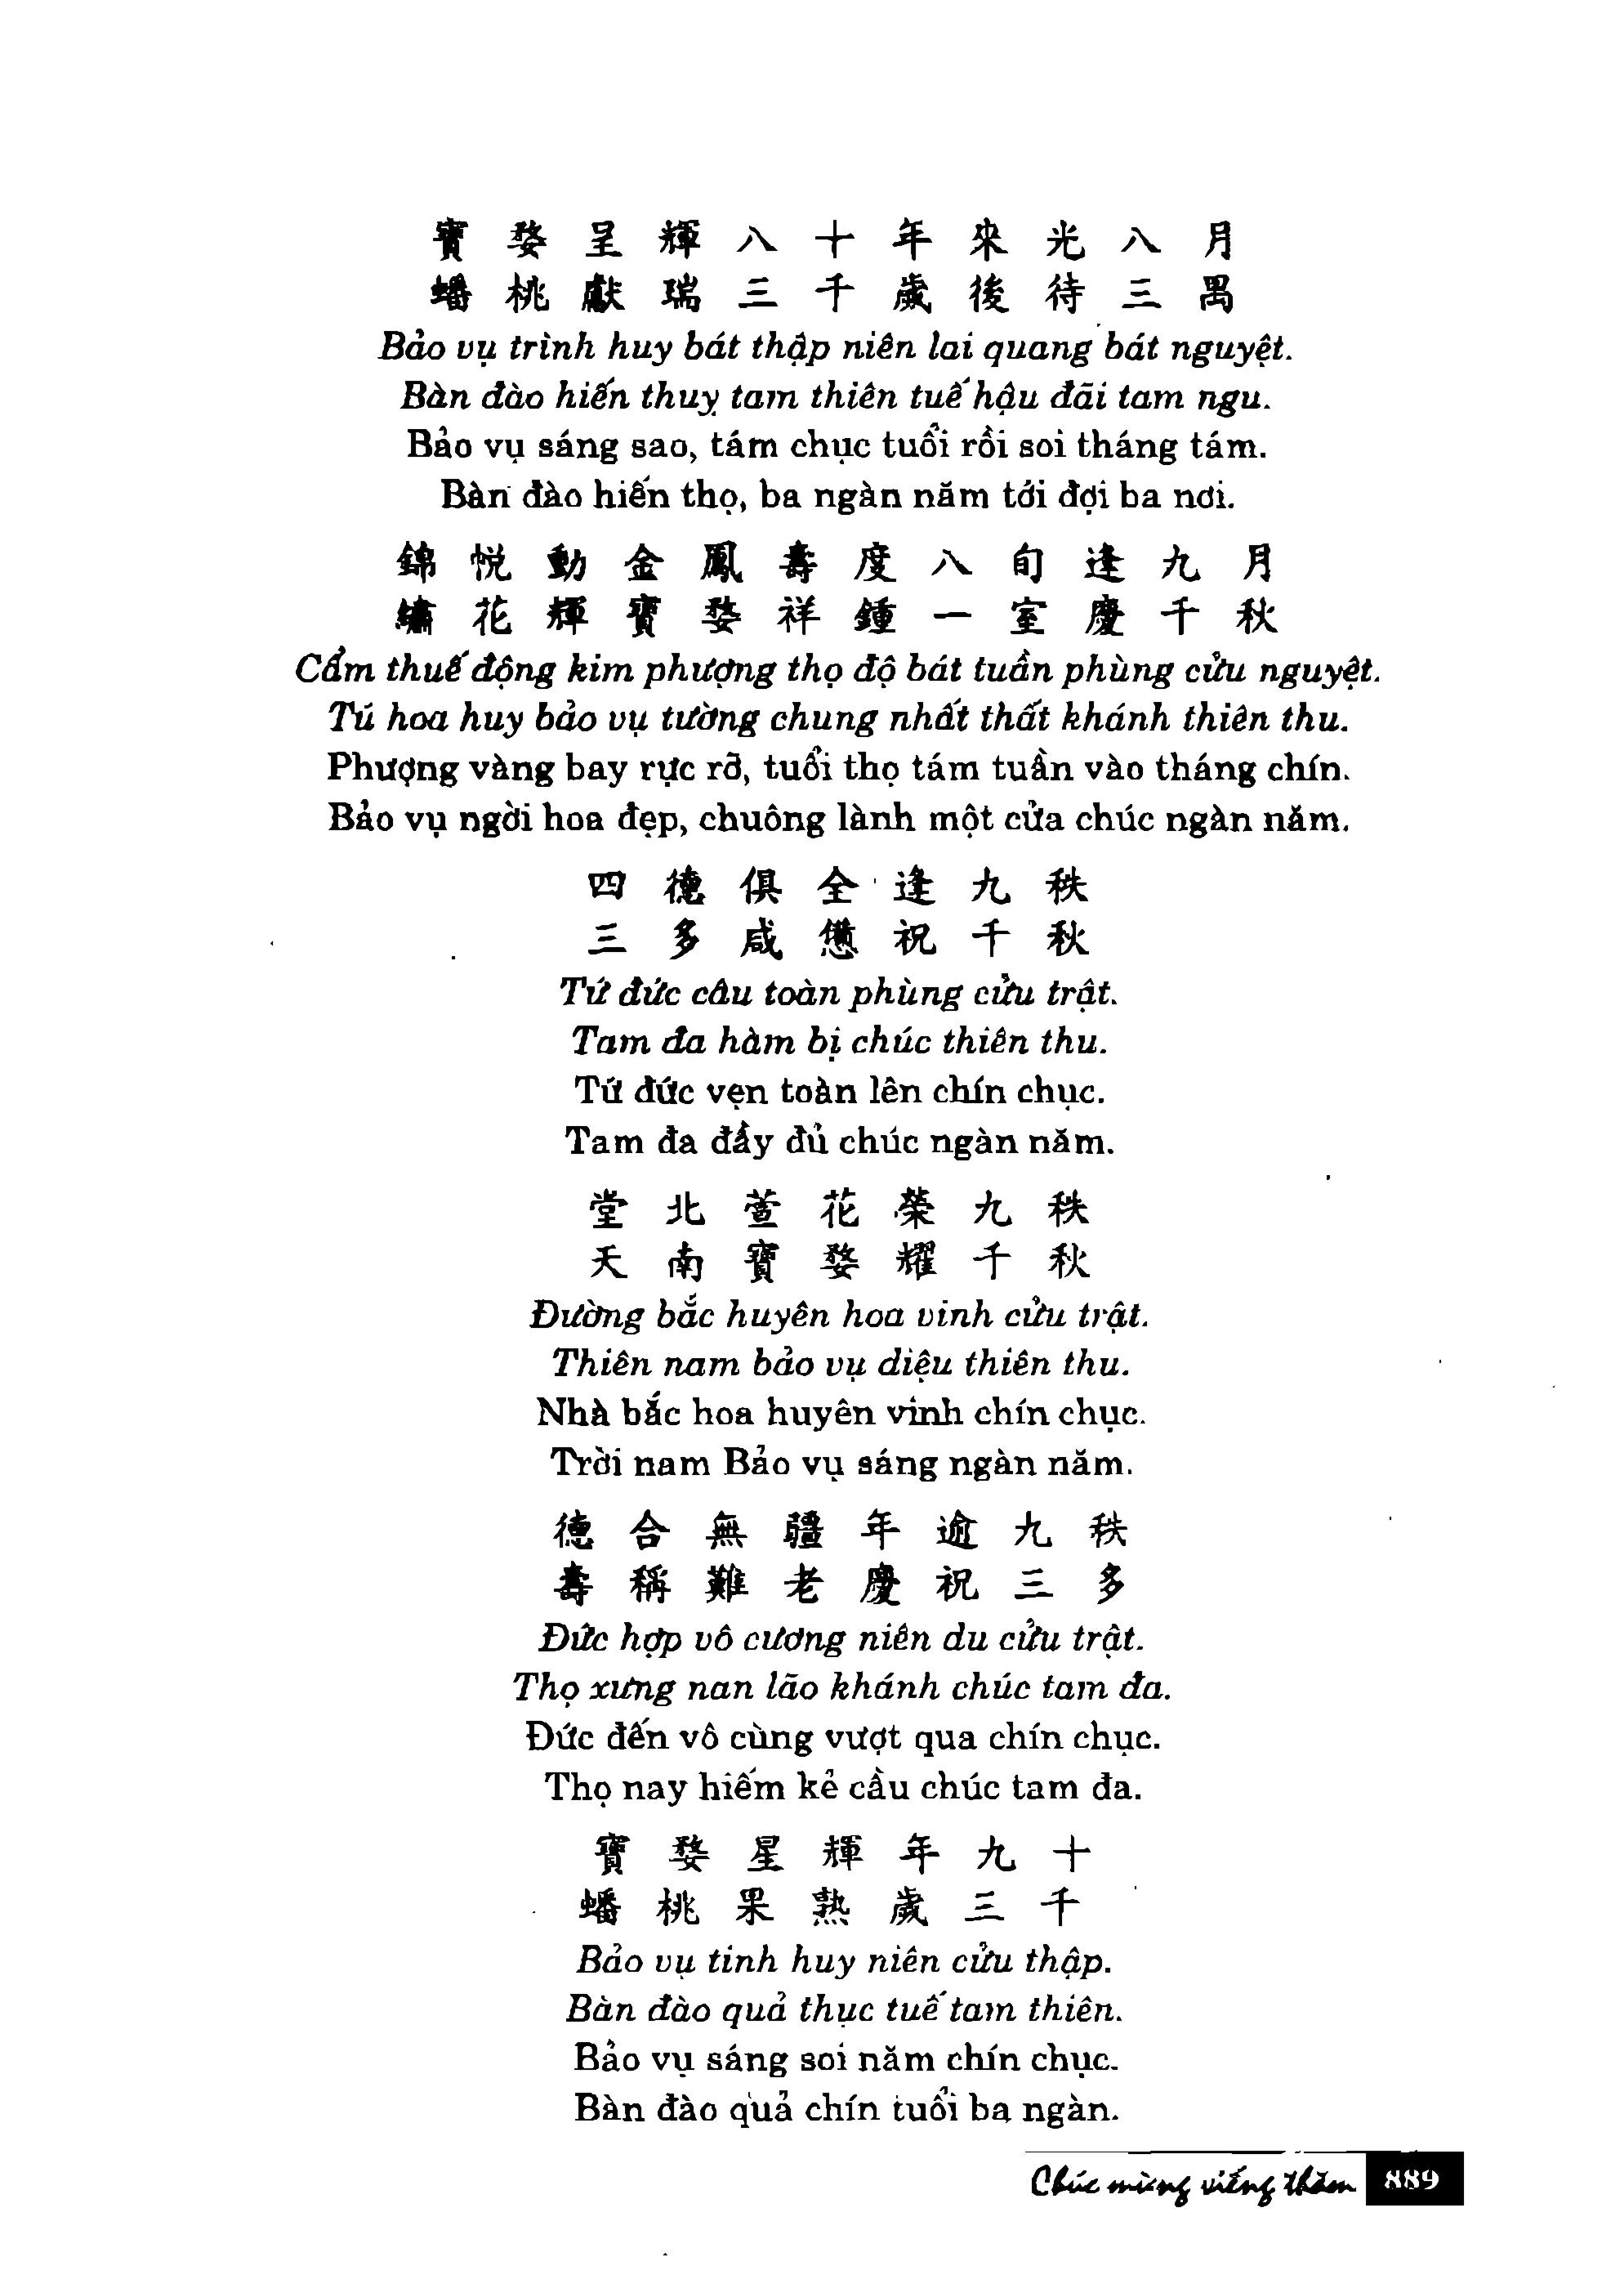 寶婺呈輝八十年來光八月
蟠桃獻瑞三千歲後待三禺
Bảo vụ trình huy bát thập niên lai quang bát nguyệt.
Bàn đào hiến thuỵ tam thiên tuế hậu đãi tam ngu.
Bảo vụ sáng sao, tám chục tuổi rồi soi tháng tám.
Bàn đào hiến thọ, ba ngàn năm tới đợi ba nơi.
錦悅動金鳳壽度八旬逢九月
繡花輝寶婺祥鍾一室慶千秋
Cẩm thuế động kim phượng thọ độ bát tuần phùng cửu nguyệt.
Tú hoa huy bảo vụ tường chung nhất thất khánh thiên thu.
Phượng vàng bay rực rỡ, tuổi thọ tám tuần vào tháng chín.
Bảo vụ ngời hoa đẹp, chuông lành một cửa chúc ngàn năm.
四德俱全逢九秩
三多咸憊祝千秋
Tứ đức câu toàn phùng cửu trật.
Tam đa hàm bị chúc thiên thu.
Tứ đức vẹn toàn lên chín chục.
Tam đa đầy đủ chúc ngàn năm.
堂北萱花榮九秩
天南寶婺耀千秋
Đường bắc huyên hoa vinh cửu trật.
Thiên nam bảo vụ diệu thiên thu.
Nhà bắc hoa huyên vinh chín chục.
Trời nam Bảo vụ sáng ngàn năm.
德合無疆年逾九秩
壽稱難老慶祝三多
Đức hợp vô cương niên du cửu trật.
Thọ xưng nan lão khánh chúc tam đa.
Đức đến vô cùng vượt qua chín chục.
Thọ nay hiếm kẻ cầu chúc tam đa.
寶婺星輝年九十
蟠桃果熟歲三千
Bảo vụ tinh huy niên cửu thập.
Bàn đào quả thục tuế tam thiên.
Bảo vụ sáng soi năm chín chục.
Bàn đào quả chín tuổi ba ngàn.
Chúc mừng viếng thăm 889